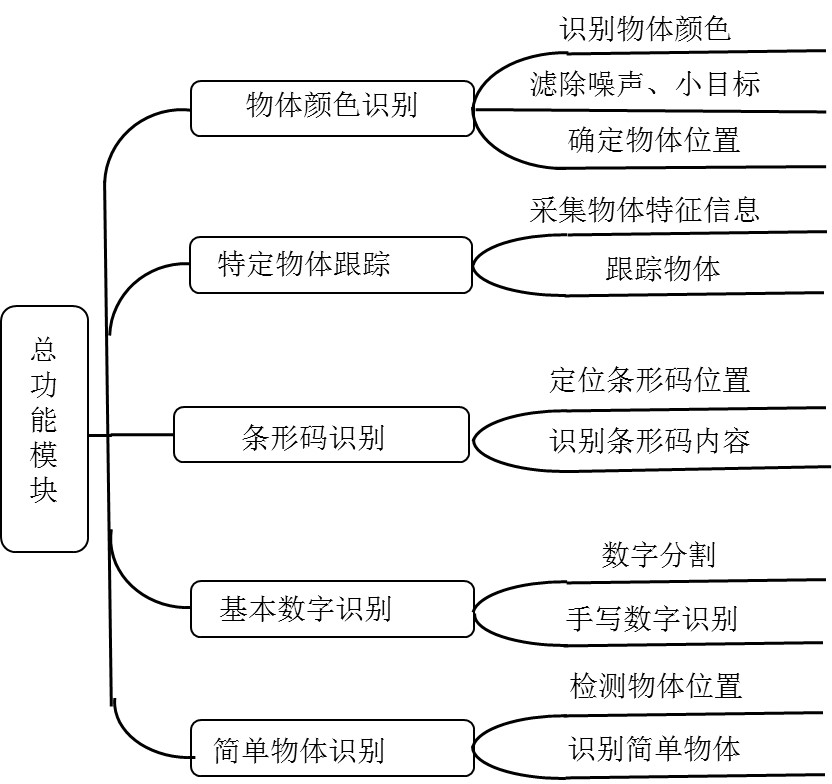 总功能模块
物体颜色识别
识别物体颜色
滤除噪声、小目标
确定物体位置
特定物体跟踪
采集物体特征信息
跟踪物体
条形码识别
定位条形码位置
识别条形码内容
基本数字识别
数字分割
手写数字识别
简单物体识别
检测物体位置
识别简单物体